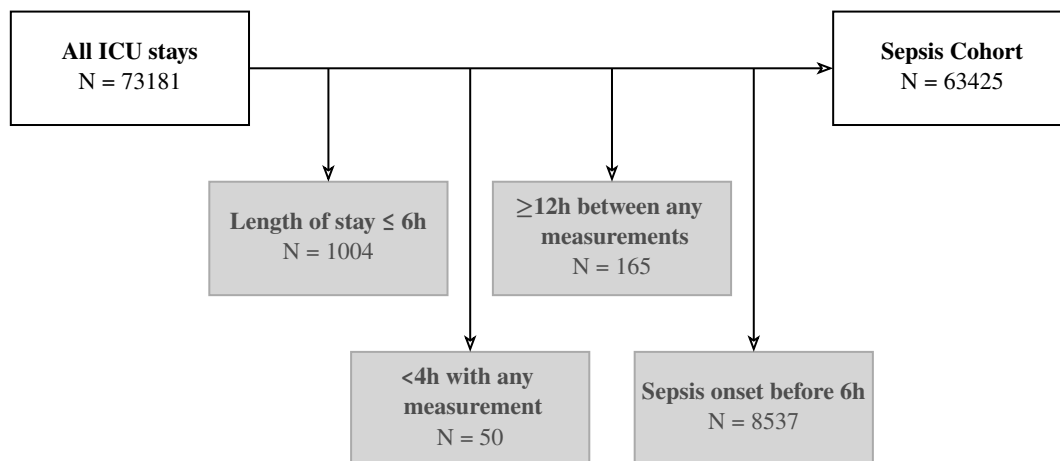 All ICU stays
N = 73181
Sepsis Cohort
N = 63425
Length of stay ≤ 6h
N = 1004
≥12h between any
measurements
N = 165
<4h with any
measurement
N = 50
Sepsis onset before 6h
N = 8537